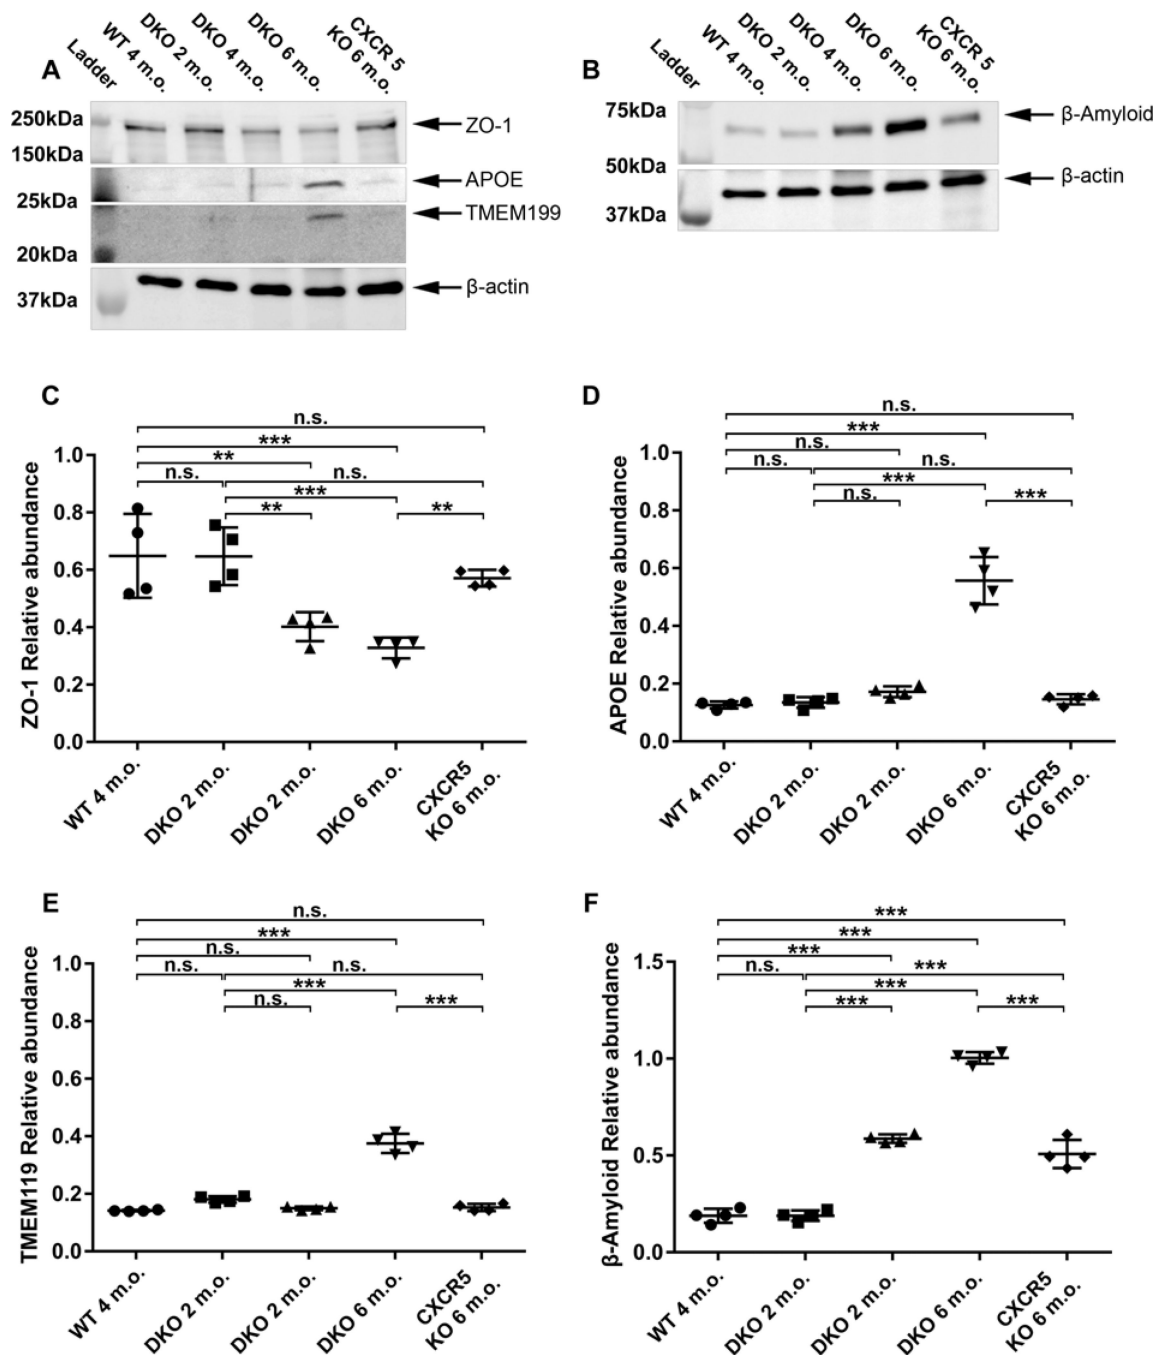 A
Ladder
WT 4 m.o.
DKO 2 m.o.
DKO 4 m.o.
DKO 6 m.o.
CXCR 5
KO 6 m.o.
250kDa
150kDa
25kDa
20kDa
37kDa
ZO-1
APOE
TMEM199
β-actin
B
Ladder
WT 4 m.o.
DKO 2 m.o.
DKO 4 m.o.
DKO 6 m.o.
CXCR 5
KO 6 m.o.
75kDa
50kDa
37kDa
β-Amyloid
β-actin
C
n.s.
***
**
n.s. n.s.
***
** **
ZO-1 Relative abundance
1.0
0.8
0.6
0.4
0.2
0.0
WT 4 m.o.
DKO 2 m.o.
DKO 2 m.o.
DKO 6 m.o.
CXCR5
KO 6 m.o.
D
n.s.
***
n.s.
n.s. n.s.
***
n.s. ***
APOE Relative abundance
1.0
0.8
0.6
0.4
0.2
0.0
WT 4 m.o.
DKO 2 m.o.
DKO 2 m.o.
DKO 6 m.o.
CXCR5
KO 6 m.o.
E
n.s.
***
n.s.
n.s. n.s.
***
n.s. ***
TMEM119 Relative abundance
1.0
0.8
0.6
0.4
0.2
0.0
WT 4 m.o.
DKO 2 m.o.
DKO 2 m.o.
DKO 6 m.o.
CXCR5
KO 6 m.o.
F
***
***
***
n.s. ***
***
*** ***
β-Amyloid Relative abundance
1.5
1.0
0.5
0.0
WT 4 m.o.
DKO 2 m.o.
DKO 2 m.o.
DKO 6 m.o.
CXCR5
KO 6 m.o.